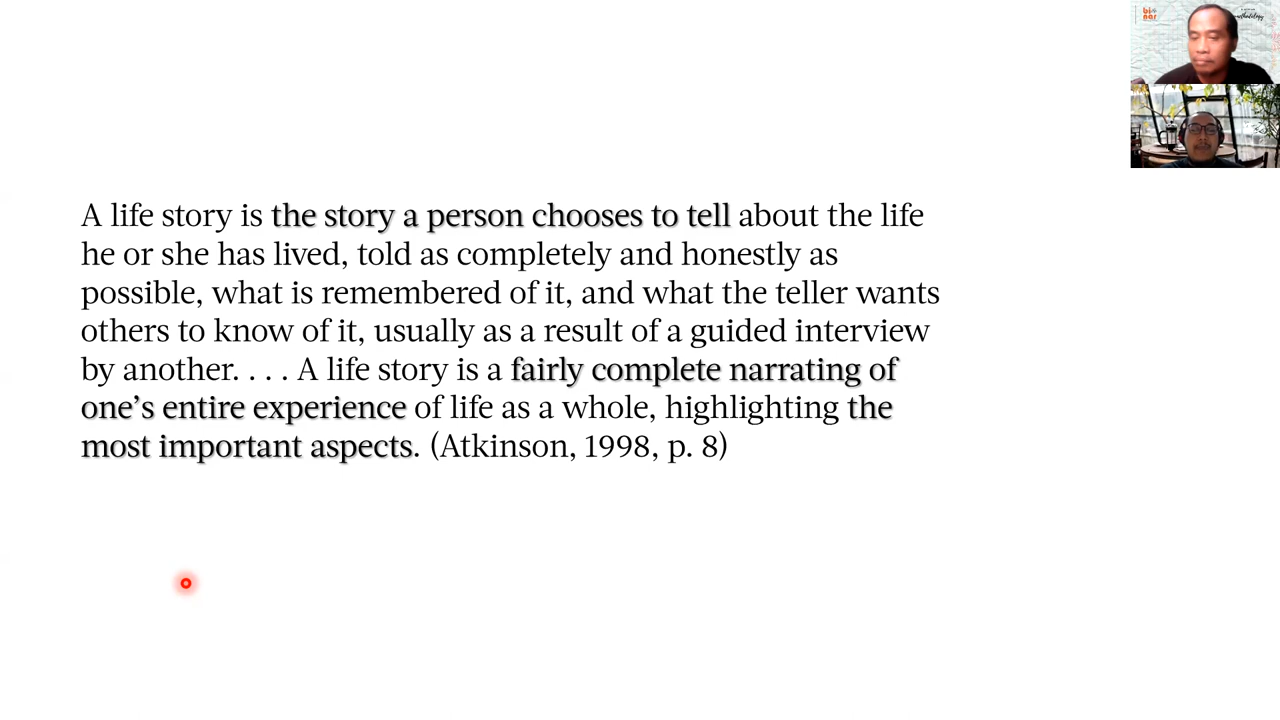 A life story is the story a person chooses to tell about the life
he or she has lived, told as completely and honestly as
possible, what is remembered of it, and what the teller wants
others to know of it, usually as a result of a guided interview
by another. . . . A life story is a fairly complete narrating of
one’s entire experience of life as a whole, highlighting the
most important aspects. (Atkinson, 1998, p. 8)